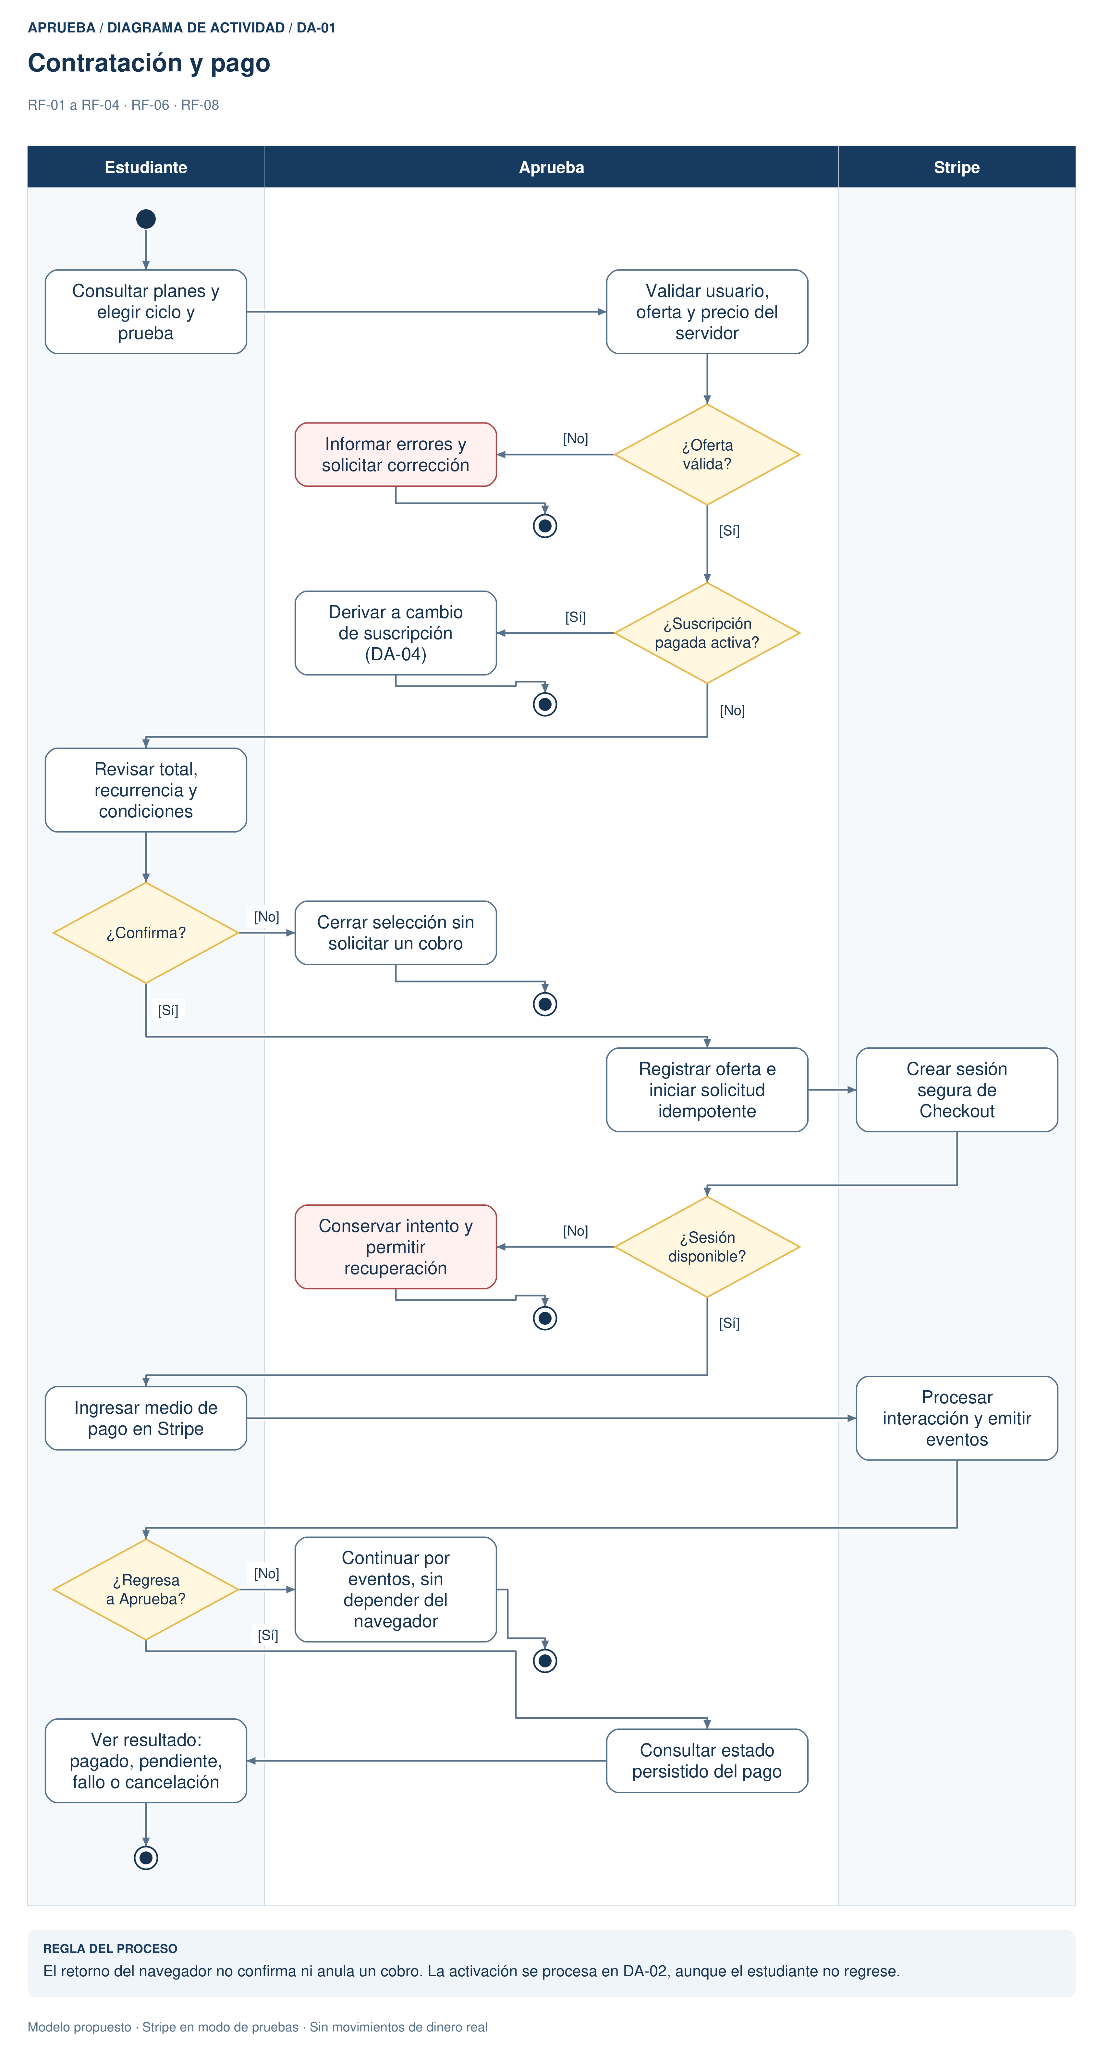 APRUEBA / DIAGRAMA DE ACTIVIDAD / DA-01
Contratación y pago
RF-01 a RF-04 · RF-06 · RF-08
Estudiante
Aprueba
Stripe
Consultar planes y
elegir ciclo y
prueba
Validar usuario,
oferta y precio del
servidor
¿Oferta
válida?
[No]
Informar errores y
solicitar corrección
[Sí]
¿Suscripción
pagada activa?
[Sí]
Derivar a cambio
de suscripción
(DA-04)
[No]
Revisar total,
recurrencia y
condiciones
¿Confirma?
[No]
Cerrar selección sin
solicitar un cobro
[Sí]
Registrar oferta e
iniciar solicitud
idempotente
Crear sesión
segura de
Checkout
¿Sesión
disponible?
[No]
Conservar intento y
permitir
recuperación
[Sí]
Ingresar medio de
pago en Stripe
Procesar
interacción y emitir
eventos
¿Regresa
a Aprueba?
[No]
Continuar por
eventos, sin
depender del
navegador
[Sí]
Consultar estado
persistido del pago
Ver resultado:
pagado, pendiente,
fallo o cancelación
REGLA DEL PROCESO
El retorno del navegador no confirma ni anula un cobro. La activación se procesa en DA-02, aunque el estudiante no regrese.
Modelo propuesto · Stripe en modo de pruebas · Sin movimientos de dinero real